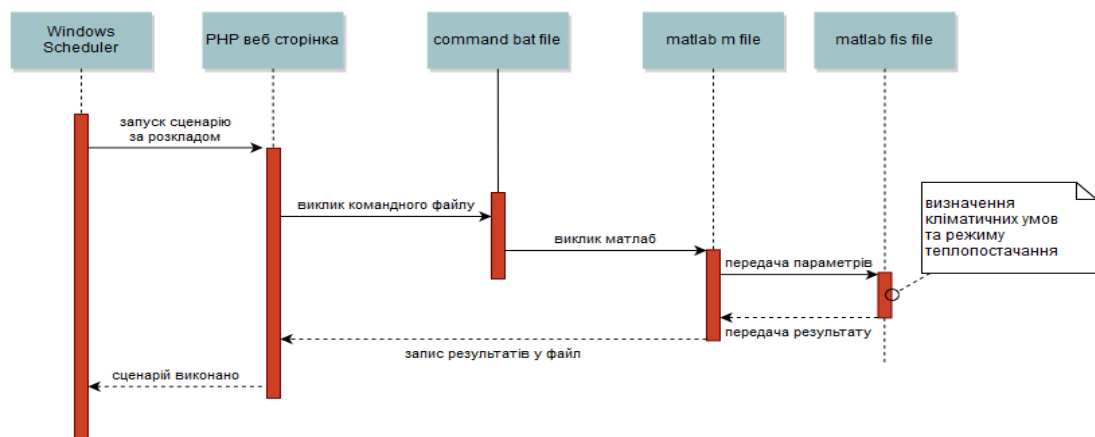 Windows
Scheduler
PHP веб сторінка
command bat file
matlab m file
matlab fis file
запуск сценарію
за розкладом
виклик командного файлу
виклик матлаб
передача параметрів
визначення
кліматичних умов
та режиму
теплопостачання
передача результату
запис результатів у файл
сценарій виконано